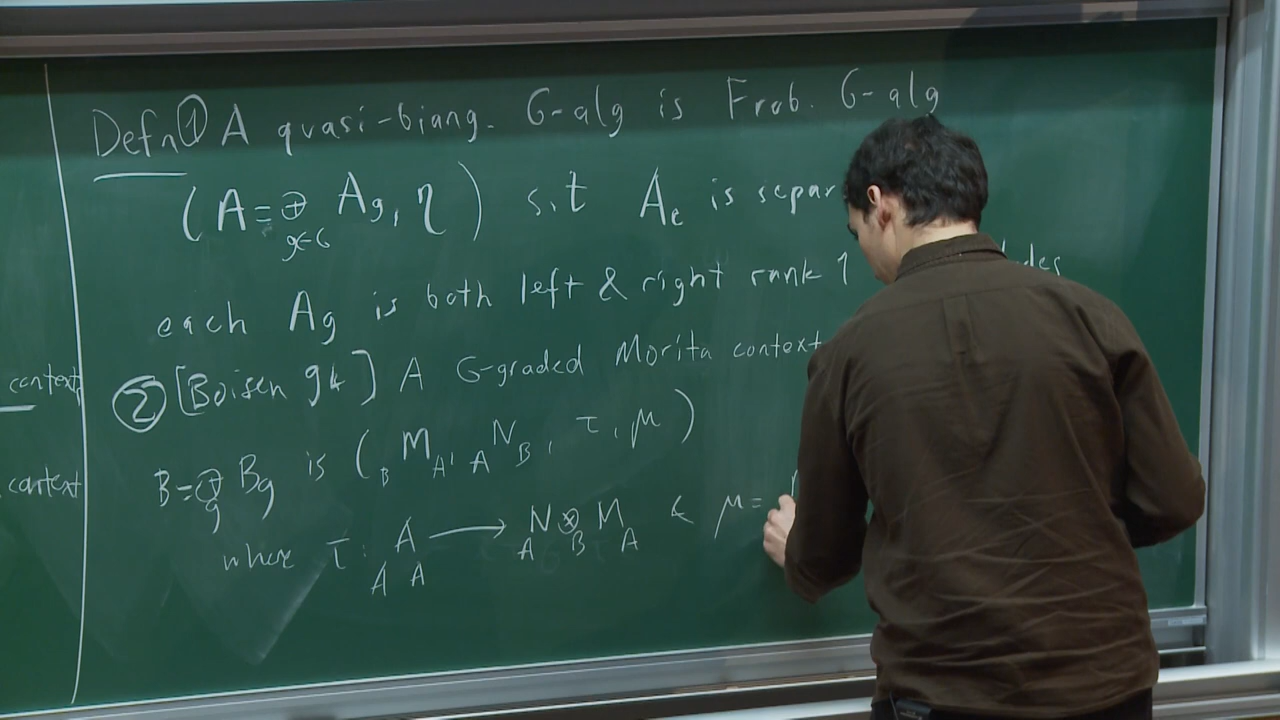 context
context
Defn ① A quasi-biang. G-alg is Frob. G-alg
(A = ⊕ A_g, η) s.t A_e is separ
g∈G
each A_g is both left & right rank 1
② [Boisen 94] A G-graded Morita context
B = ⊕_g B_g is (_B M_A, _A N_B, τ, μ)
where τ: _A A_A ⟶ _A N ⊗_B M_A & μ =